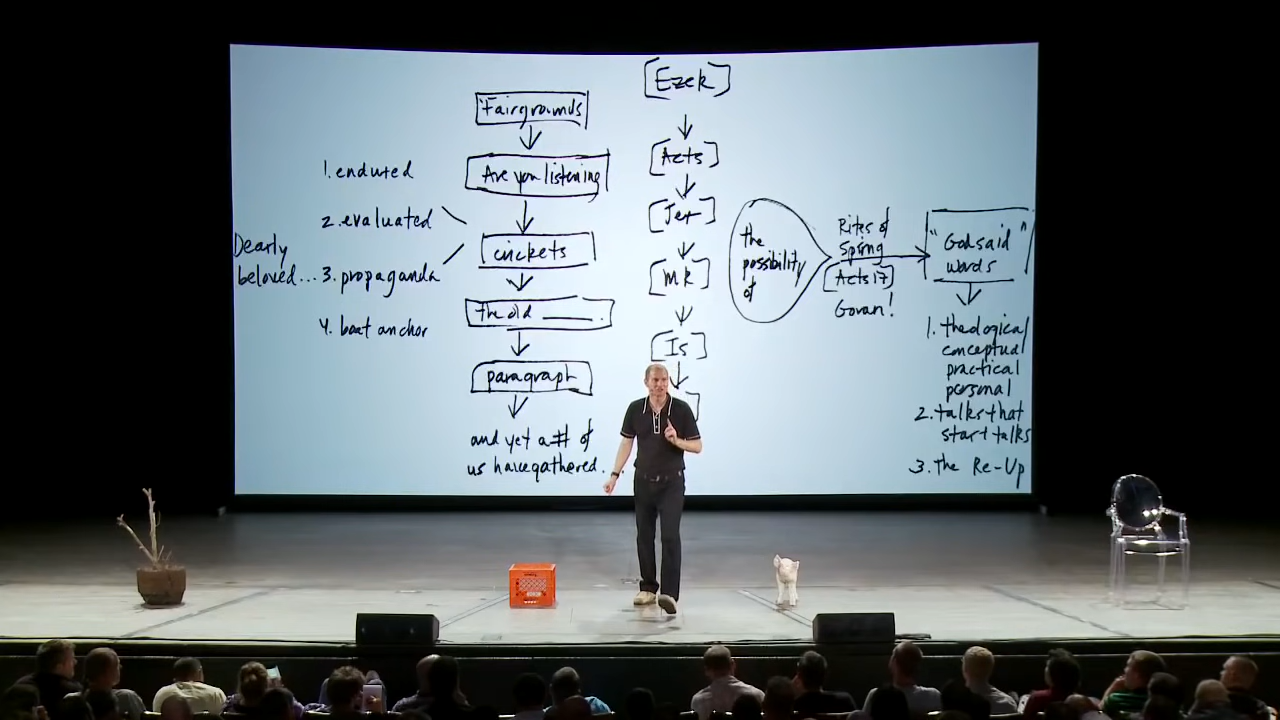 Dearly
beloved...
1. endured
2. evaluated
3. propaganda
4. boat anchor
Fairgrounds
Are you listening
crickets
the old ____.
paragraph
and yet a # of
us have gathered...
[Ezek]
[Acts]
[Jer]
[Mk]
[Is]
the
possibility
of
Rites of
Spring
[Acts 17]
Govan!
"God said"
words
1. theological
conceptual
practical
personal
2. talks that
start talks
3. the Re-Up